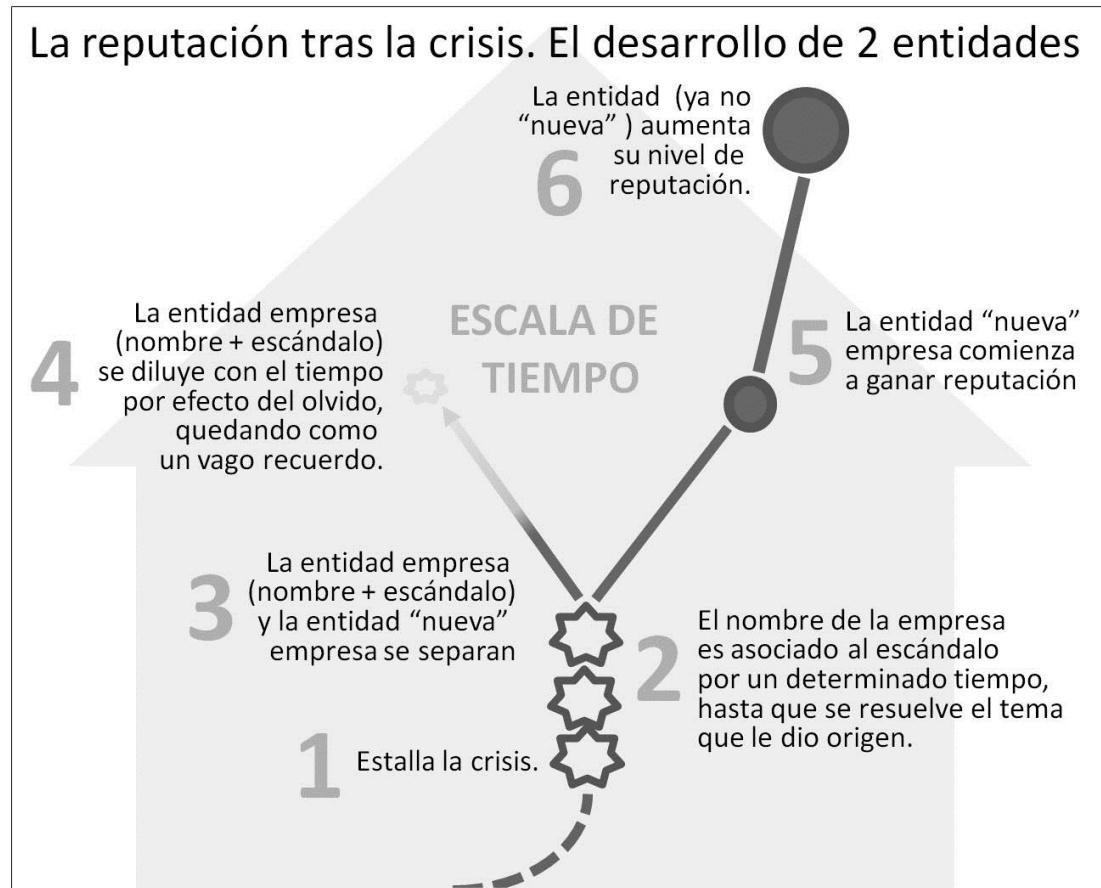 La reputación tras la crisis. El desarrollo de 2 entidades
La entidad (ya no
“nueva” ) aumenta
su nivel de
reputación.
6
ESCALA DE
TIEMPO
4
La entidad empresa
(nombre + escándalo)
se diluye con el tiempo
por efecto del olvido,
quedando como
un vago recuerdo.
5
La entidad “nueva”
empresa comienza
a ganar reputación
3
La entidad empresa
(nombre + escándalo)
y la entidad “nueva”
empresa se separan
2
El nombre de la empresa
es asociado al escándalo
por un determinado tiempo,
hasta que se resuelve el tema
que le dio origen.
1
Estalla la crisis.